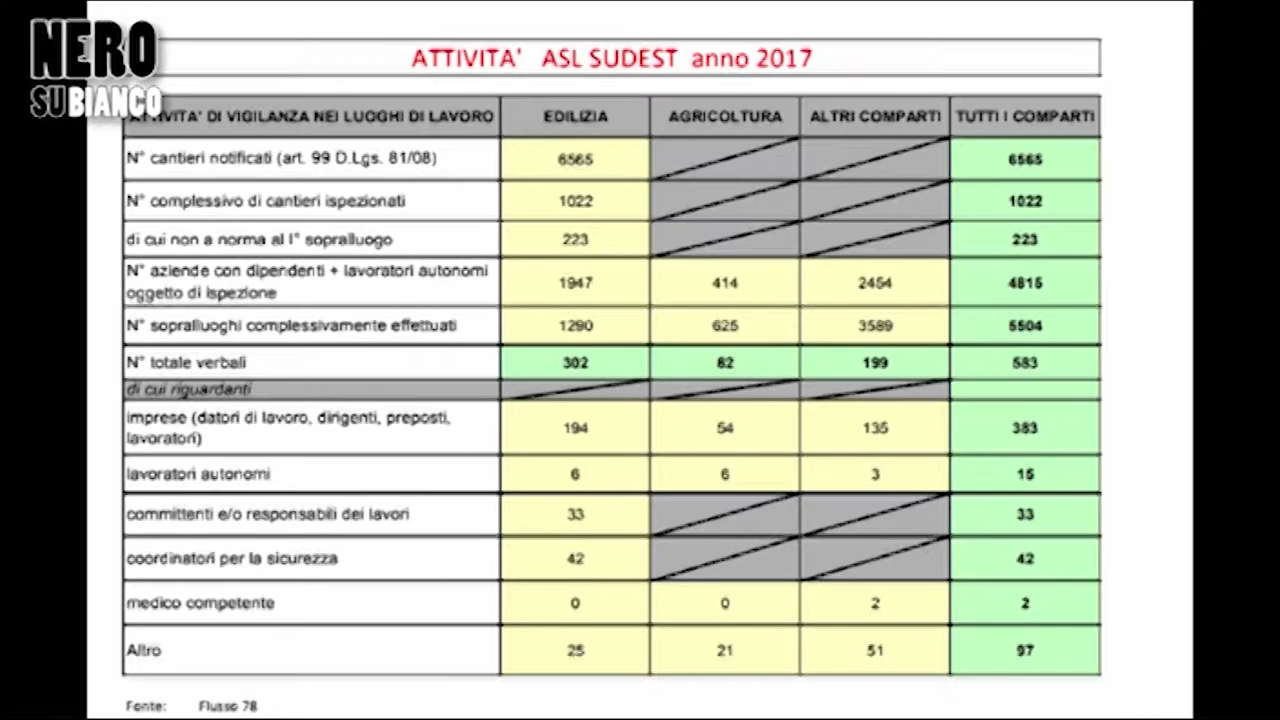 NERO
SUBIANCO
ATTIVITA' ASL SUDEST anno 2017
ATTIVITA' DI VIGILANZA NEI LUOGHI DI LAVORO EDILIZIA AGRICOLTURA ALTRI COMPARTI TUTTI I COMPARTI
N° cantieri notificati (art. 99 D.Lgs. 81/08) 6565 6565
N° complessivo di cantieri ispezionati 1022 1022
di cui non a norma al I° sopralluogo 223 223
N° aziende con dipendenti + lavoratori autonomi
oggetto di ispezione 1947 414 2454 4815
N° sopralluoghi complessivamente effettuati 1290 625 3589 5504
N° totale verbali 302 82 199 583
di cui riguardanti
imprese (datori di lavoro, dirigenti, preposti,
lavoratori) 194 54 135 383
lavoratori autonomi 6 6 3 15
committenti e/o responsabili dei lavori 33 33
coordinatori per la sicurezza 42 42
medico competente 0 0 2 2
Altro 25 21 51 97
Fonte: Flusso 78